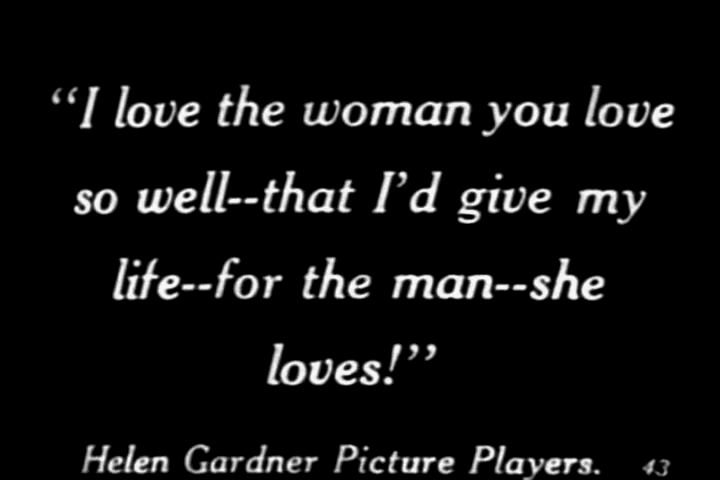 “I love the woman you love
so well--that I’d give my
life--for the man--she
loves!”
Helen Gardner Picture Players. 43